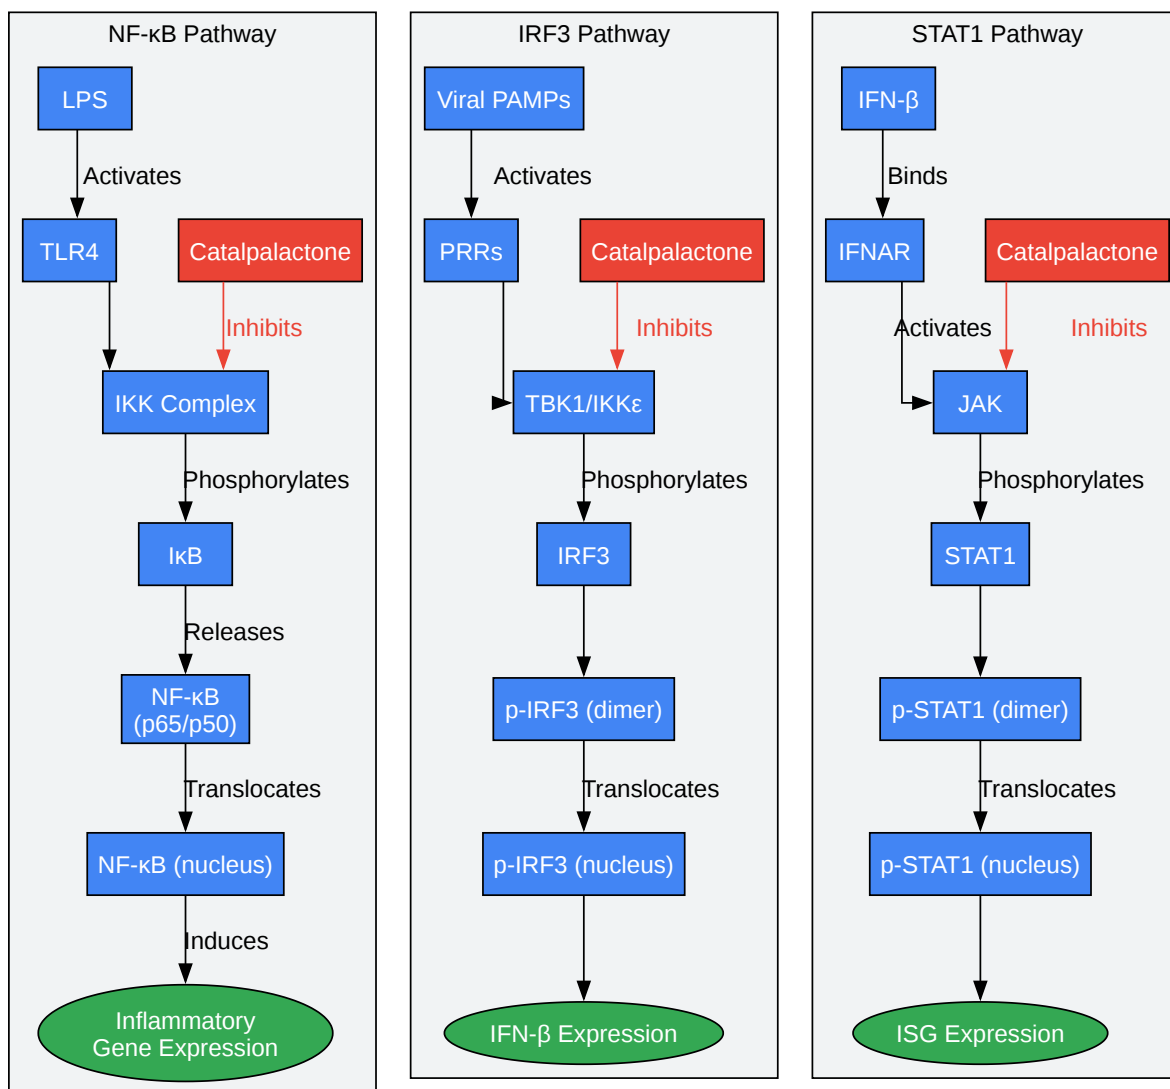 NF-κB Pathway
LPS
Activates
TLR4
Catalpalactone
Inhibits
IKK Complex
Phosphorylates
IκB
Releases
NF-κB
(p65/p50)
Translocates
NF-κB (nucleus)
Induces
Inflammatory
Gene Expression
IRF3 Pathway
Viral PAMPs
Activates
PRRs
Catalpalactone
Inhibits
TBK1/IKKε
Phosphorylates
IRF3
p-IRF3 (dimer)
Translocates
p-IRF3 (nucleus)
IFN-β Expression
STAT1 Pathway
IFN-β
Binds
IFNAR
Catalpalactone
Activates
Inhibits
JAK
Phosphorylates
STAT1
p-STAT1 (dimer)
Translocates
p-STAT1 (nucleus)
ISG Expression